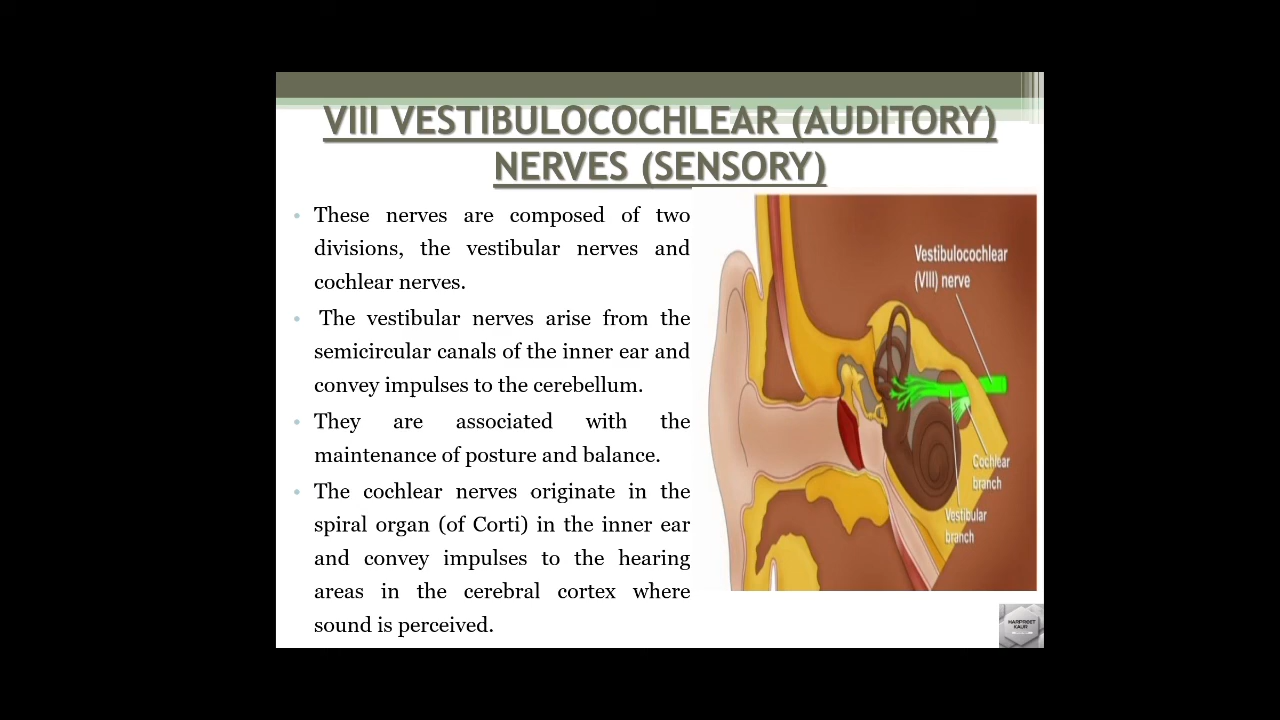 VIII VESTIBULOCOCHLEAR (AUDITORY)
NERVES (SENSORY)
• These nerves are composed of two
divisions, the vestibular nerves and
cochlear nerves.
• The vestibular nerves arise from the
semicircular canals of the inner ear and
convey impulses to the cerebellum.
• They are associated with the
maintenance of posture and balance.
• The cochlear nerves originate in the
spiral organ (of Corti) in the inner ear
and convey impulses to the hearing
areas in the cerebral cortex where
sound is perceived.
Vestibulocochlear
(VIII) nerve
Cochlear
branch
Vestibular
branch
HARPREET
KAUR